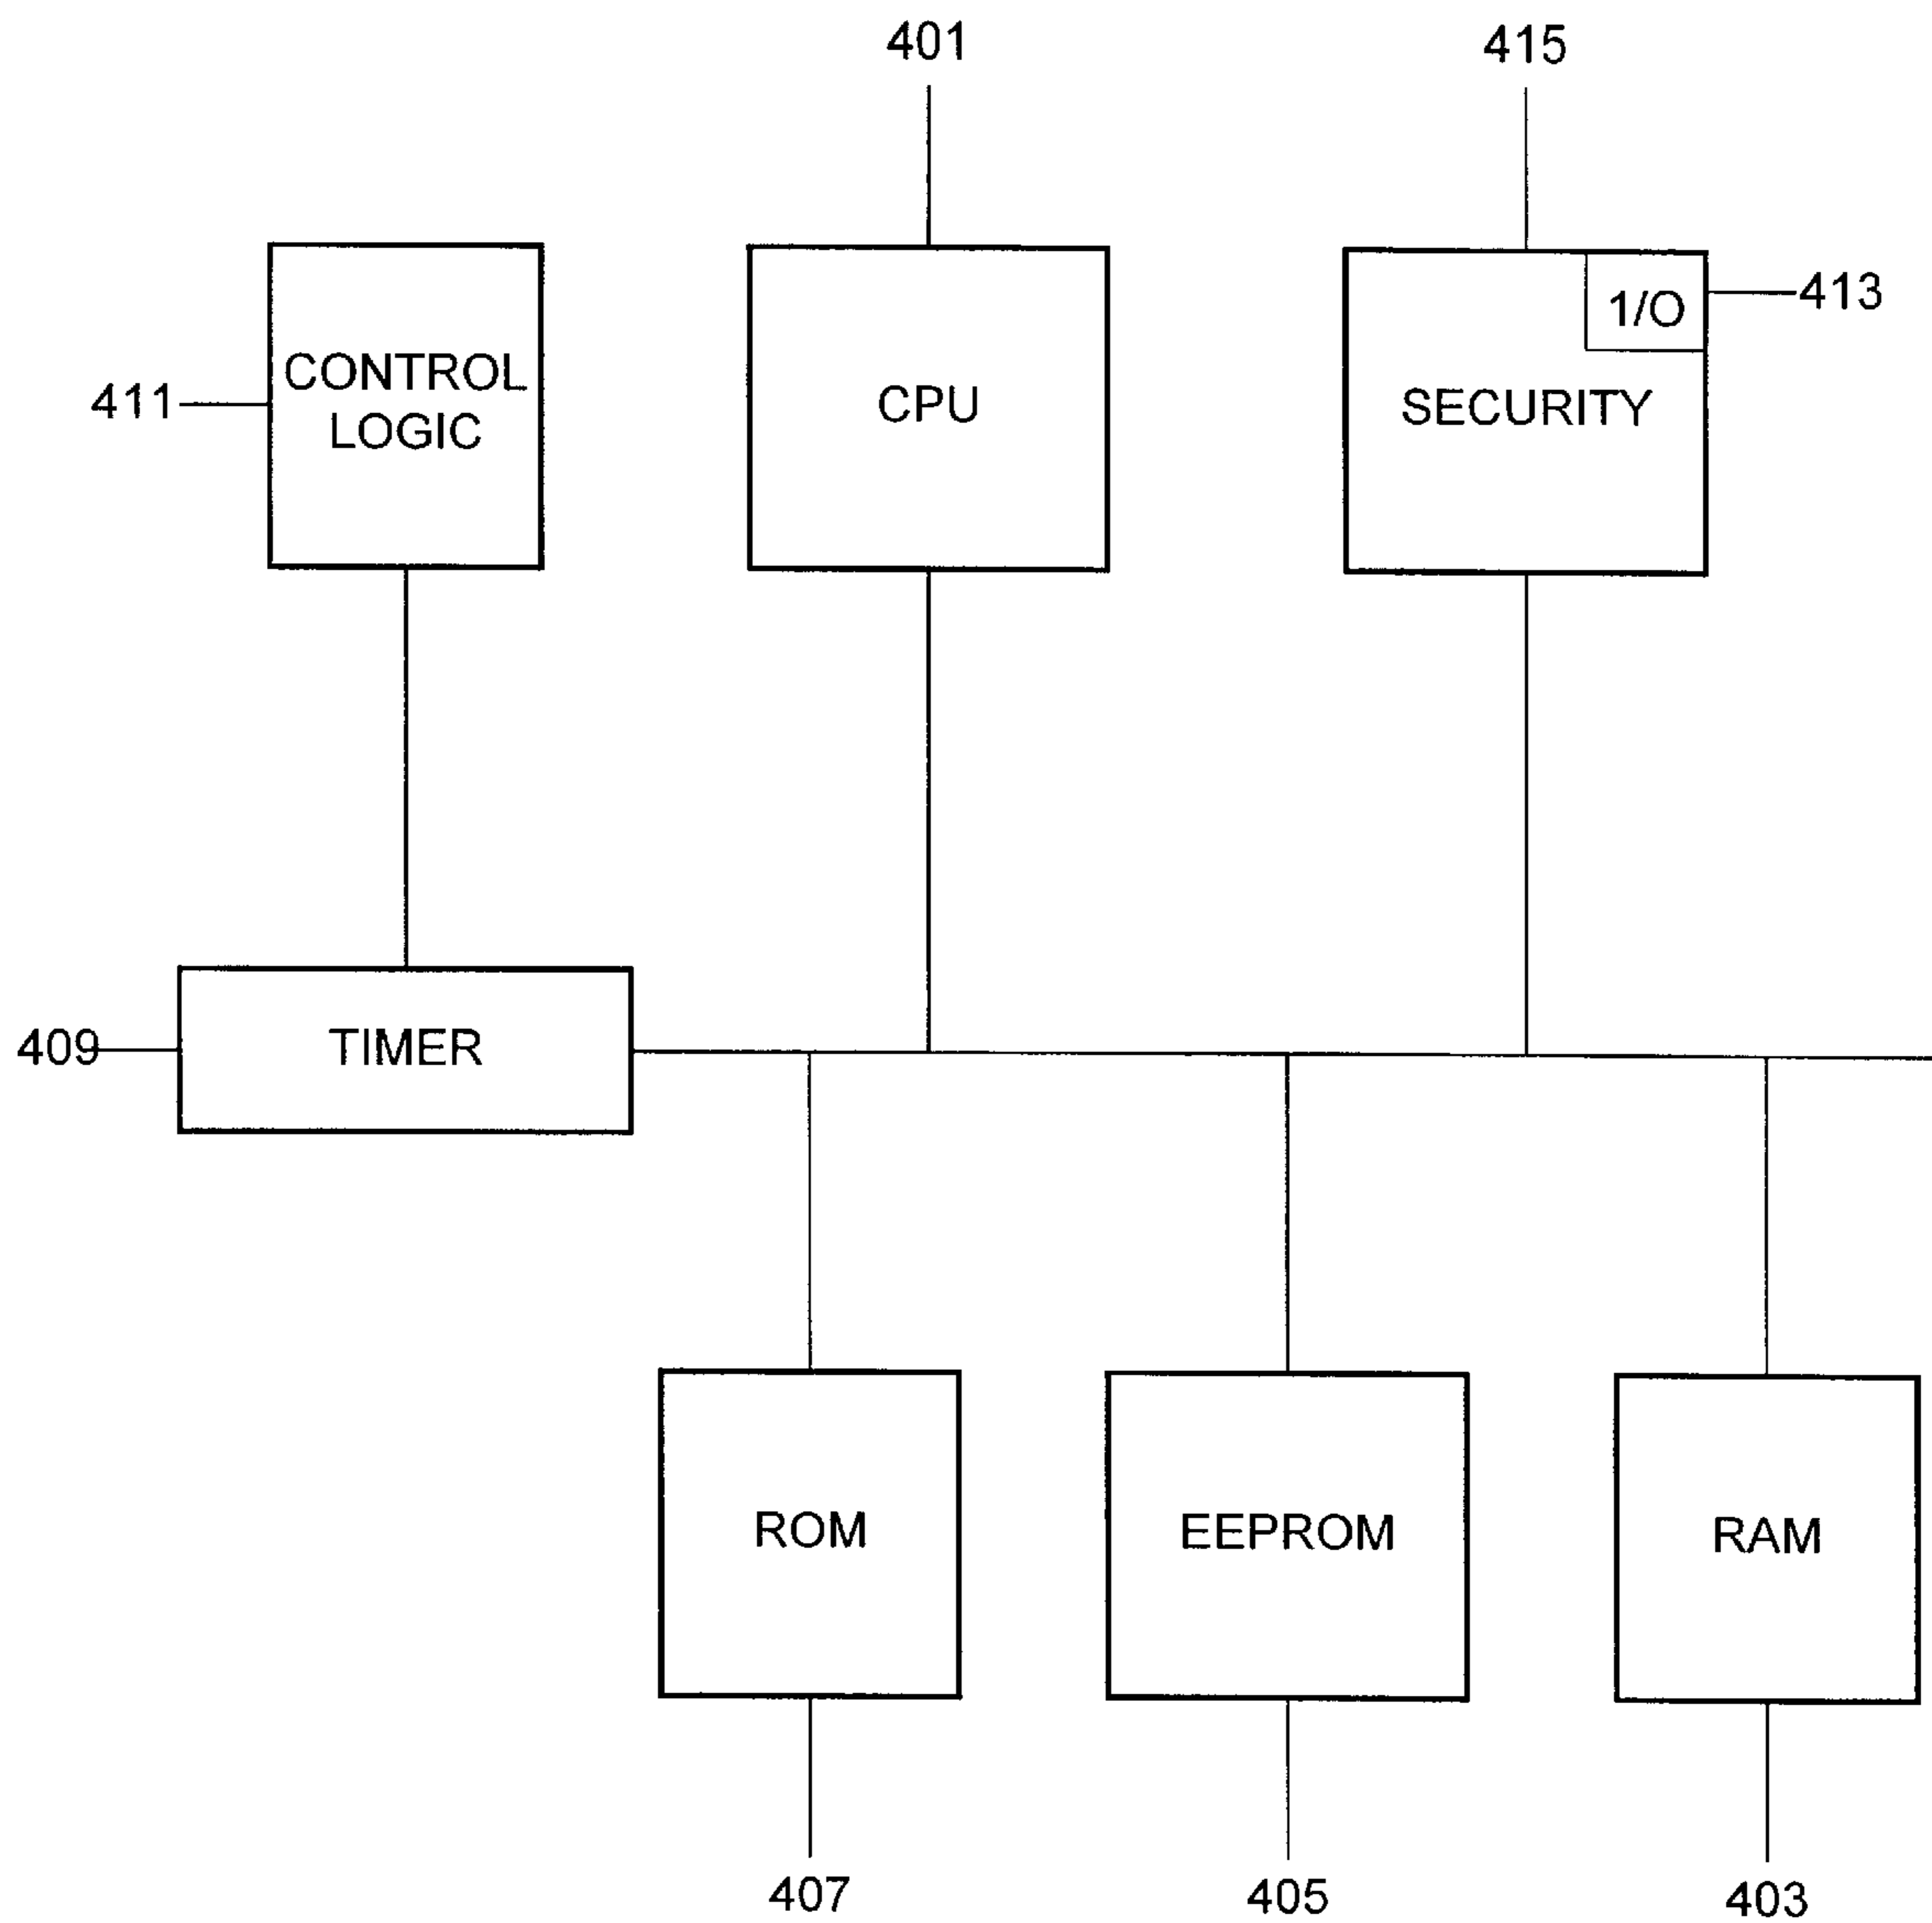 401
415
1/O
413
CONTROL
LOGIC
411
CPU
SECURITY
409
TIMER
ROM
EEPROM
RAM
407
405
403